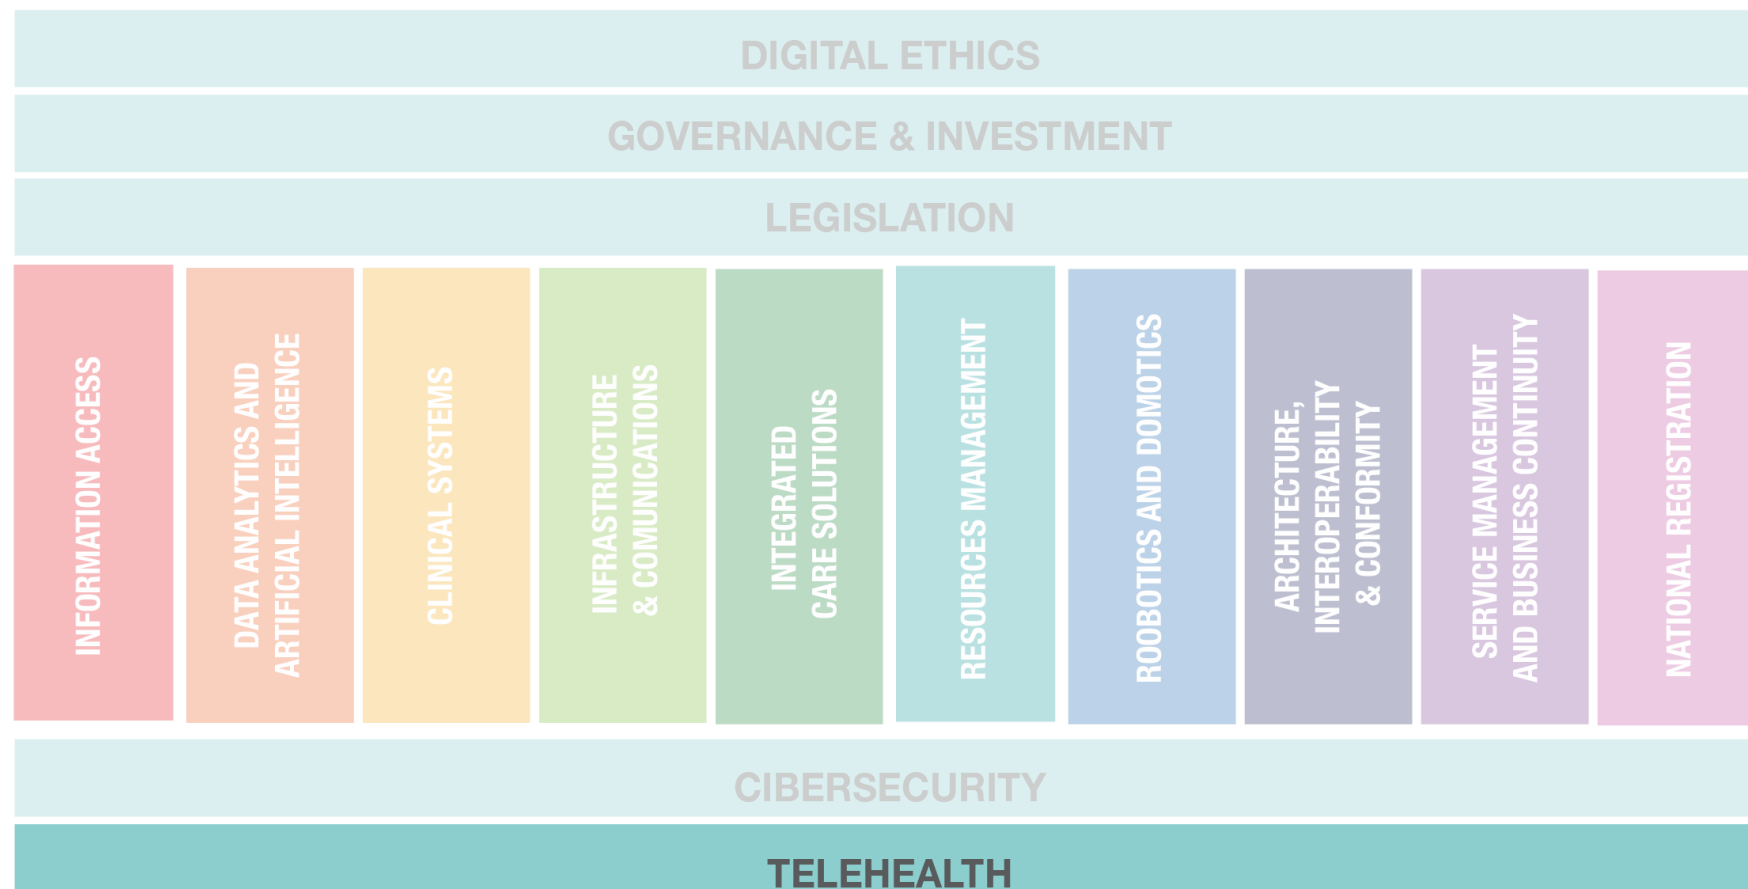 DIGITAL ETHICS
GOVERNANCE & INVESTMENT
LEGISLATION
INFORMATION ACCESS
DATA ANALYTICS AND
ARTIFICIAL INTELLIGENCE
CLINICAL SYSTEMS
INFRASTRUCTURE
& COMUNICATIONS
INTEGRATED
CARE SOLUTIONS
RESOURCES MANAGEMENT
ROOBOTICS AND DOMOTICS
ARCHITECTURE,
INTEROPERABILITY
& CONFORMITY
SERVICE MANAGEMENT
AND BUSINESS CONTINUITY
NATIONAL REGISTRATION
CIBERSECURITY
TELEHEALTH